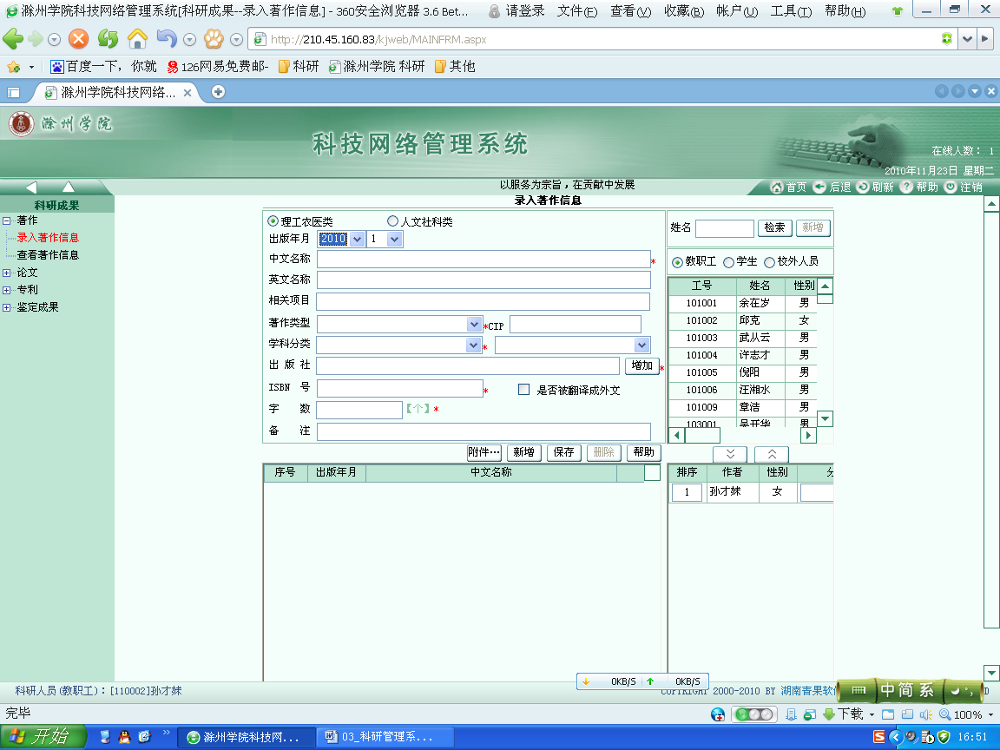 滁州学院科技网络管理系统[科研成果--录入著作信息] - 360安全浏览器 3.6 Bet... 请登录 文件(F) 查看(V) 收藏(B) 帐户(U) 工具(T) 帮助(H)
http://210.45.160.83/kjweb/MAINFRM.aspx
百度一下，你就 126网易免费邮- 科研 滁州学院 科研 其他
滁州学院科技网络...
滁州学院
科技网络管理系统
在线人数： 1
2010年11月23日 星期二
以服务为宗旨，在贡献中发展 首页 后退 刷新 帮助 注销
科研成果
著作
录入著作信息
查看著作信息
论文
专利
鉴定成果
录入著作信息
理工农医类 人文社科类
出版年月 2010 1
中文名称 *
英文名称
相关项目
著作类型 *CIP
学科分类 *
出 版 社 增加 *
ISBN 号 * 是否被翻译成外文
字 数 【个】*
备 注
附件… 新增 保存 删除 帮助
序号 出版年月 中文名称
姓名 检索 新增
教职工 学生 校外人员
工号 姓名 性别
101001 余在岁 男
101002 邱克 女
101003 武从云 男
101004 许志才 男
101005 倪阳 男
101006 汪湘水 男
101009 章浩 男
103001 吴开华 男
排序 作者 性别
1 孙才妹 女
0KB/S 0KB/S
科研人员(教职工)：[110002]孙才妹 COPYRIGHT 2000-2010 BY 湖南青果软件
中 简 系
完毕 下载 100%
开始 滁州学院科技网... 03_科研管理系... 16:51